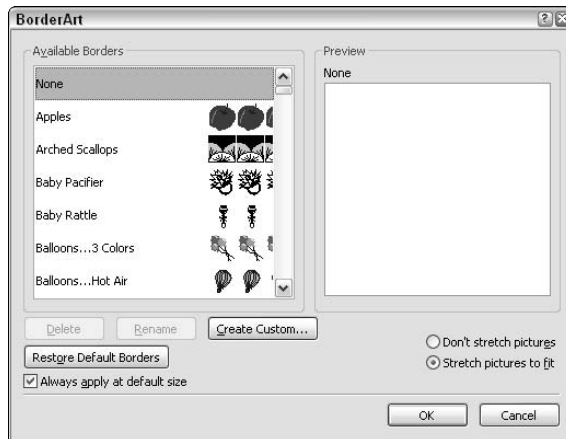 BorderArt
Available Borders
None
Apples
Arched Scallops
Baby Pacifier
Baby Rattle
Balloons...3 Colors
Balloons...Hot Air
Delete
Rename
Create Custom...
Restore Default Borders
Always apply at default size
Preview
None
Don't stretch pictures
Stretch pictures to fit
OK
Cancel